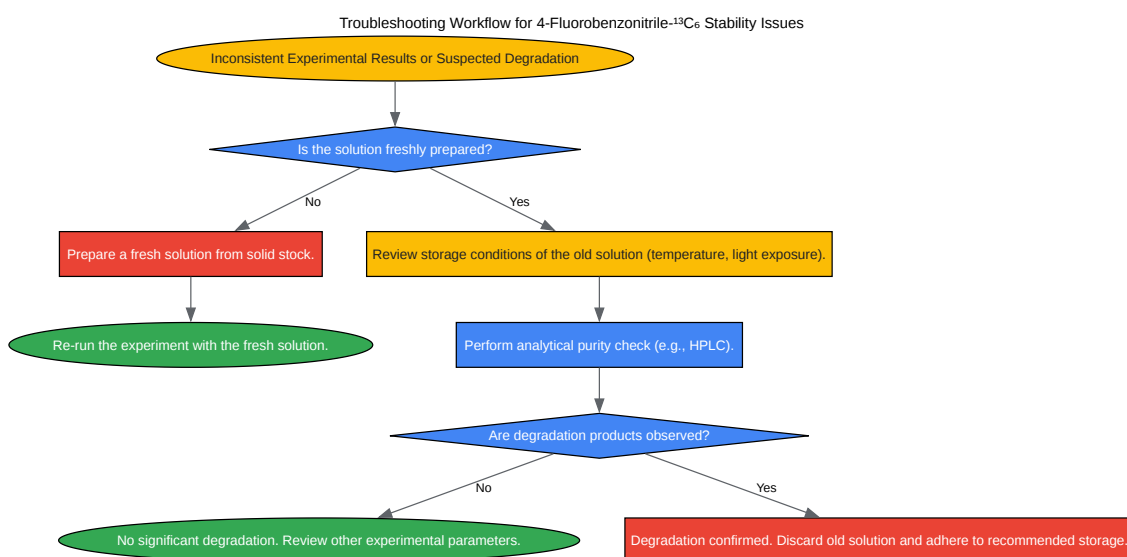 Troubleshooting Workflow for 4-Fluorobenzonitrile-¹³C₆ Stability Issues
Inconsistent Experimental Results or Suspected Degradation
Is the solution freshly prepared?
No
Yes
Prepare a fresh solution from solid stock.
Review storage conditions of the old solution (temperature, light exposure).
Re-run the experiment with the fresh solution.
Perform analytical purity check (e.g., HPLC).
Are degradation products observed?
No
Yes
No significant degradation. Review other experimental parameters.
Degradation confirmed. Discard old solution and adhere to recommended storage.